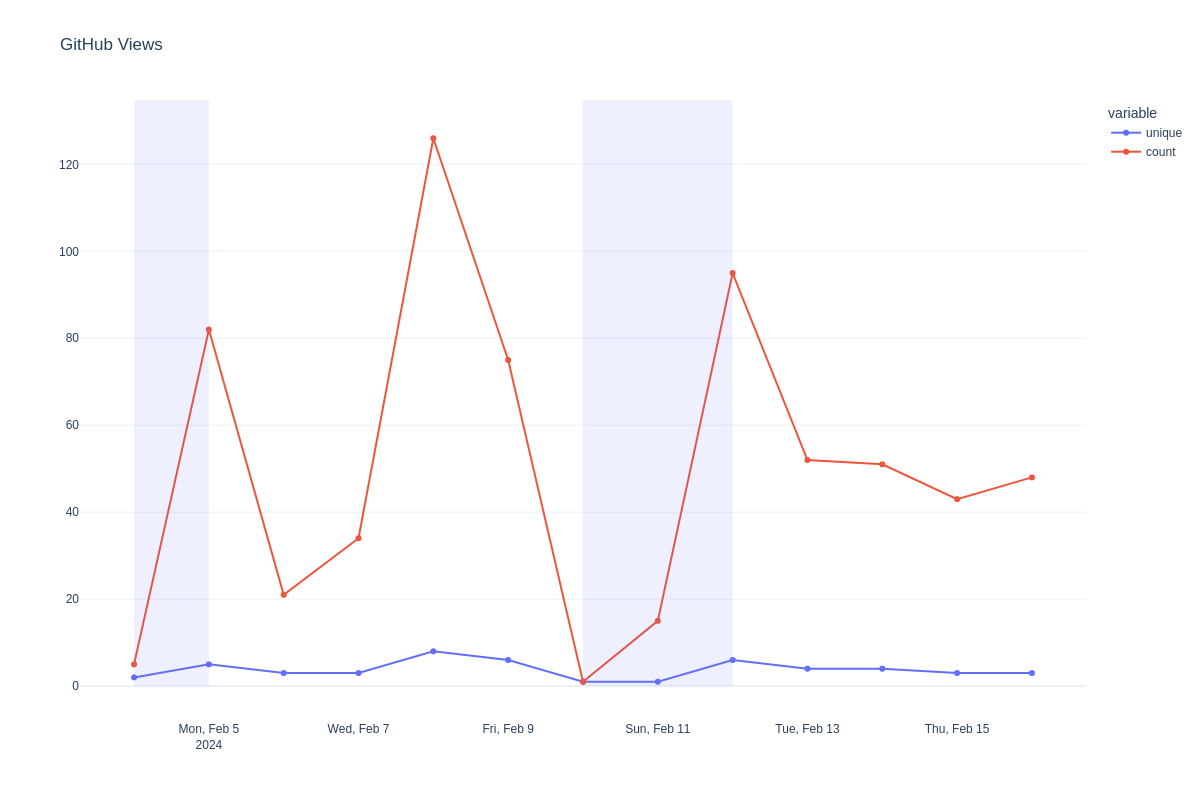 GitHub Views
variable
unique
count
120
100
80
60
40
20
0
Mon, Feb 5
2024
Wed, Feb 7
Fri, Feb 9
Sun, Feb 11
Tue, Feb 13
Thu, Feb 15